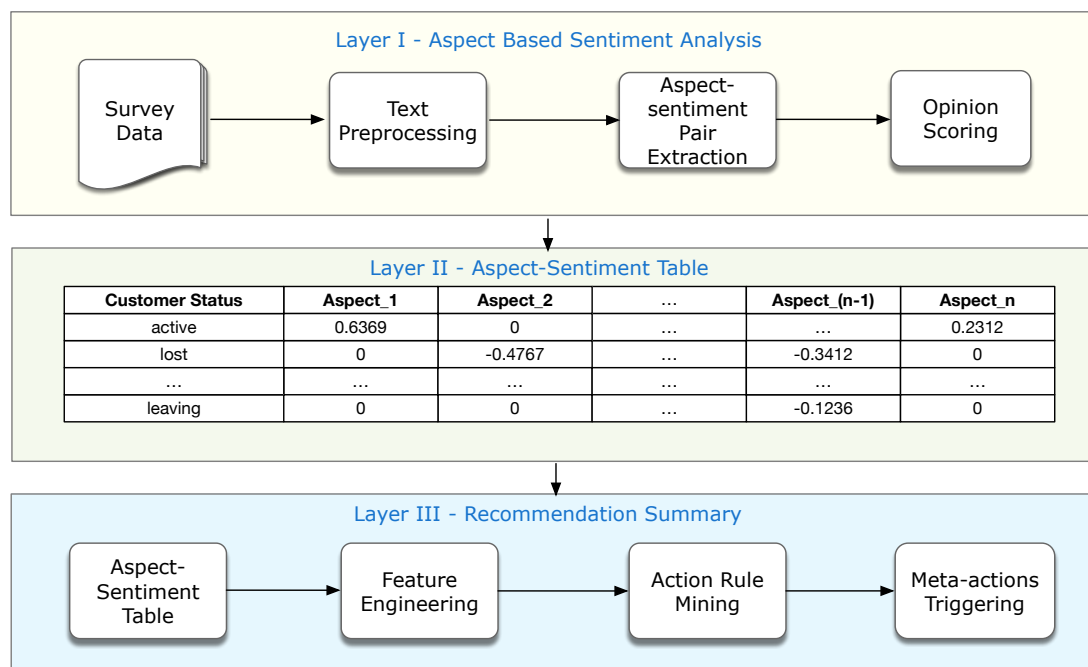 Layer I - Aspect Based Sentiment Analysis
Survey
Data
Text
Preprocessing
Aspect-
sentiment
Pair
Extraction
Opinion
Scoring
Layer II - Aspect-Sentiment Table
Customer Status Aspect_1 Aspect_2 ... Aspect_(n-1) Aspect_n
active 0.6369 0 ... ... 0.2312
lost 0 -0.4767 ... -0.3412 0
... ... ... ... ... ...
leaving 0 0 ... -0.1236 0
Layer III - Recommendation Summary
Aspect-
Sentiment
Table
Feature
Engineering
Action Rule
Mining
Meta-actions
Triggering